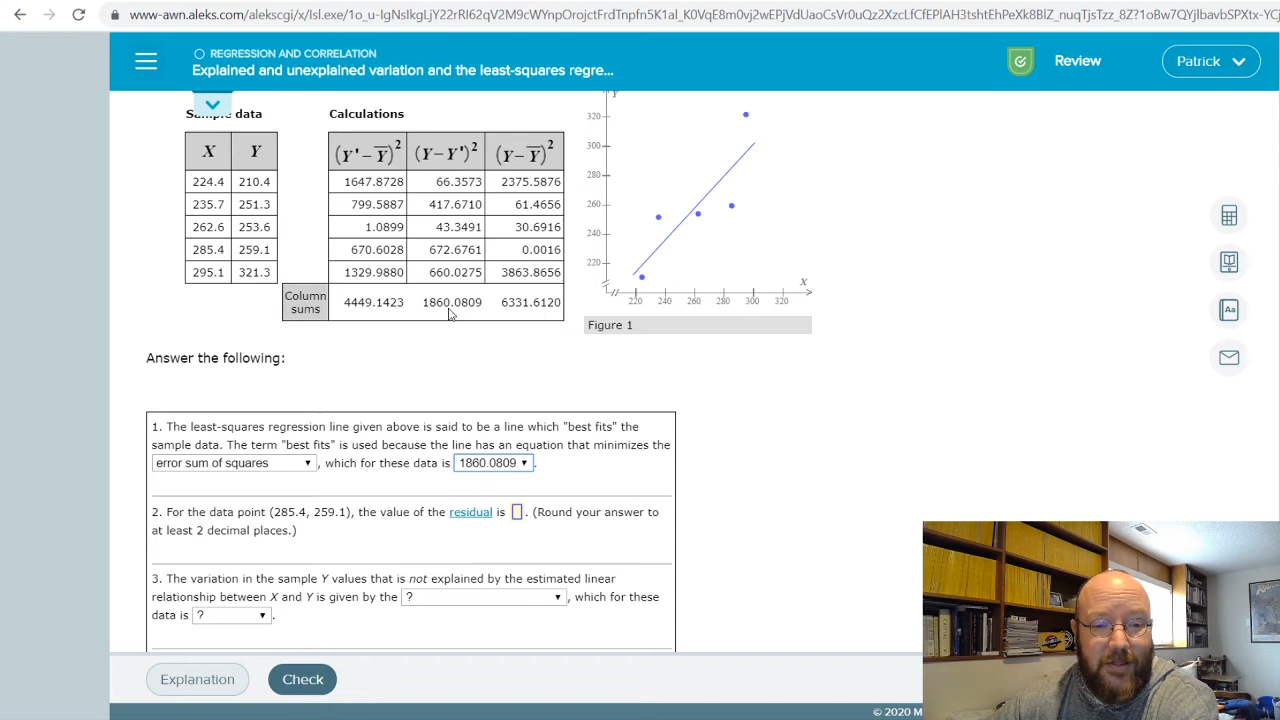 www-awn.aleks.com/alekscgi/x/Isl.exe/1o_u-IgNsIkgLjY22rRI62qV2M9cWYnpOrojctFrdTnpfn5K1al_K0VqE8m0vj2wEPjVdUaoCsVr0uQz2XzcLfCfEPlAH3tshtEhPeXk8BlZ_nuqTjsTzz_8Z?1oBw7QYjlbavbSPXtx-YC
REGRESSION AND CORRELATION
Explained and unexplained variation and the least-squares regre...
Review
Patrick
Sample data
Calculations
X Y (Y'−Y̅)² (Y−Y')² (Y−Y̅)²
224.4 210.4 1647.8728 66.3573 2375.5876
235.7 251.3 799.5887 417.6710 61.4656
262.6 253.6 1.0899 43.3491 30.6916
285.4 259.1 670.6028 672.6761 0.0016
295.1 321.3 1329.9880 660.0275 3863.8656
Column sums 4449.1423 1860.0809 6331.6120
Y
320
300
280
260
240
220
X
220 240 260 280 300 320
Figure 1
Aa
Answer the following:
1. The least-squares regression line given above is said to be a line which "best fits" the
sample data. The term "best fits" is used because the line has an equation that minimizes the
error sum of squares ▼, which for these data is 1860.0809 ▼.
2. For the data point (285.4, 259.1), the value of the residual is . (Round your answer to
at least 2 decimal places.)
3. The variation in the sample Y values that is not explained by the estimated linear
relationship between X and Y is given by the ? ▼, which for these
data is ? ▼.
Explanation
Check
© 2020 M